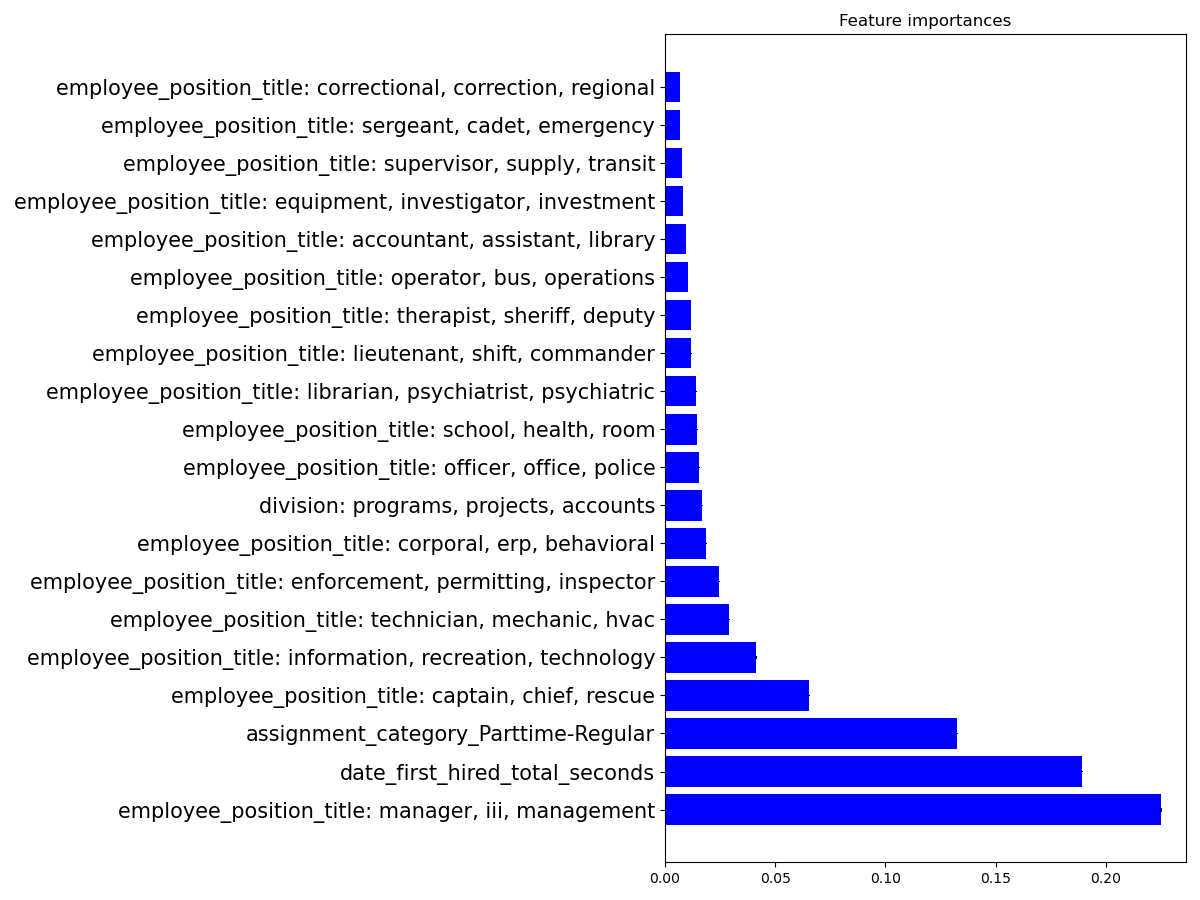 Feature importances
employee_position_title: correctional, correction, regional
employee_position_title: sergeant, cadet, emergency
employee_position_title: supervisor, supply, transit
employee_position_title: equipment, investigator, investment
employee_position_title: accountant, assistant, library
employee_position_title: operator, bus, operations
employee_position_title: therapist, sheriff, deputy
employee_position_title: lieutenant, shift, commander
employee_position_title: librarian, psychiatrist, psychiatric
employee_position_title: school, health, room
employee_position_title: officer, office, police
division: programs, projects, accounts
employee_position_title: corporal, erp, behavioral
employee_position_title: enforcement, permitting, inspector
employee_position_title: technician, mechanic, hvac
employee_position_title: information, recreation, technology
employee_position_title: captain, chief, rescue
assignment_category_Parttime-Regular
date_first_hired_total_seconds
employee_position_title: manager, iii, management
0.00 0.05 0.10 0.15 0.20